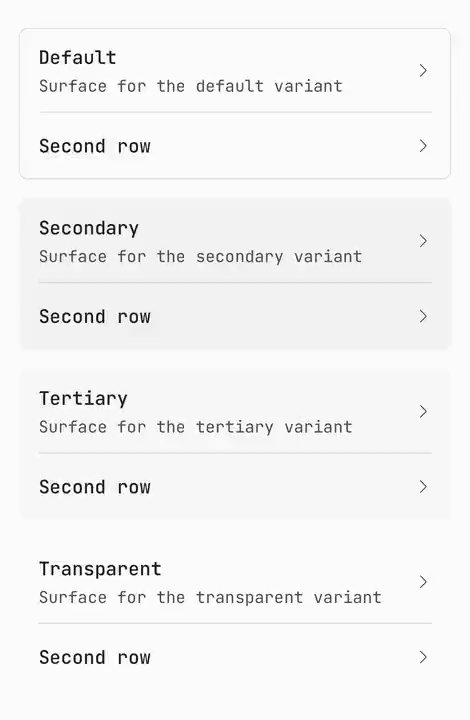 Default
Surface for the default variant
Second row
Secondary
Surface for the secondary variant
Second row
Tertiary
Surface for the tertiary variant
Second row
Transparent
Surface for the transparent variant
Second row